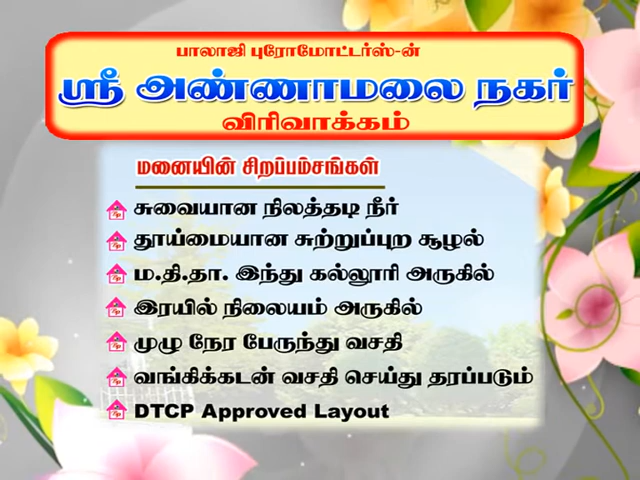 பாலாஜி புரோமோட்டர்ஸ்-ன்
ஸ்ரீ அண்ணாமலை நகர்
விரிவாக்கம்
மனையின் சிறப்பம்சங்கள்
சுவையான நிலத்தடி நீர்
தூய்மையான சுற்றுப்புற சூழல்
ம.தி.தா. இந்து கல்லூரி அருகில்
இரயில் நிலையம் அருகில்
முழு நேர பேருந்து வசதி
வங்கிக்கடன் வசதி செய்து தரப்படும்
DTCP Approved Layout